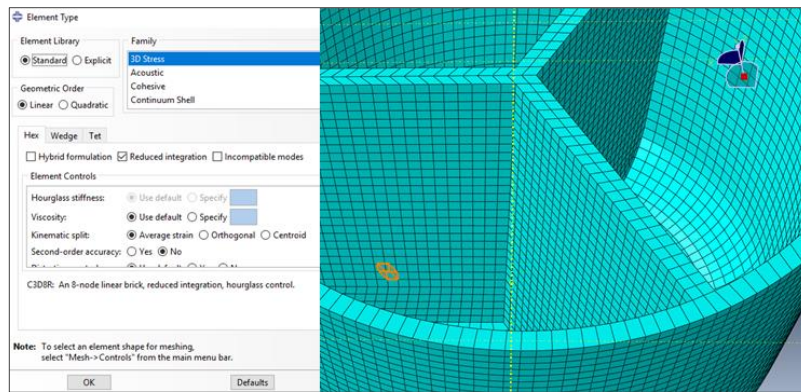 Element Type
Element Library
Standard Explicit
Geometric Order
Linear Quadratic
Family
3D Stress
Acoustic
Cohesive
Continuum Shell
Hex Wedge Tet
Hybrid formulation Reduced integration Incompatible modes
Element Controls
Hourglass stiffness: Use default Specify
Viscosity: Use default Specify
Kinematic split: Average strain Orthogonal Centroid
Second-order accuracy: Yes No
C3D8R: An 8-node linear brick, reduced integration, hourglass control.
Note: To select an element shape for meshing,
select "Mesh->Controls" from the main menu bar.
OK Defaults